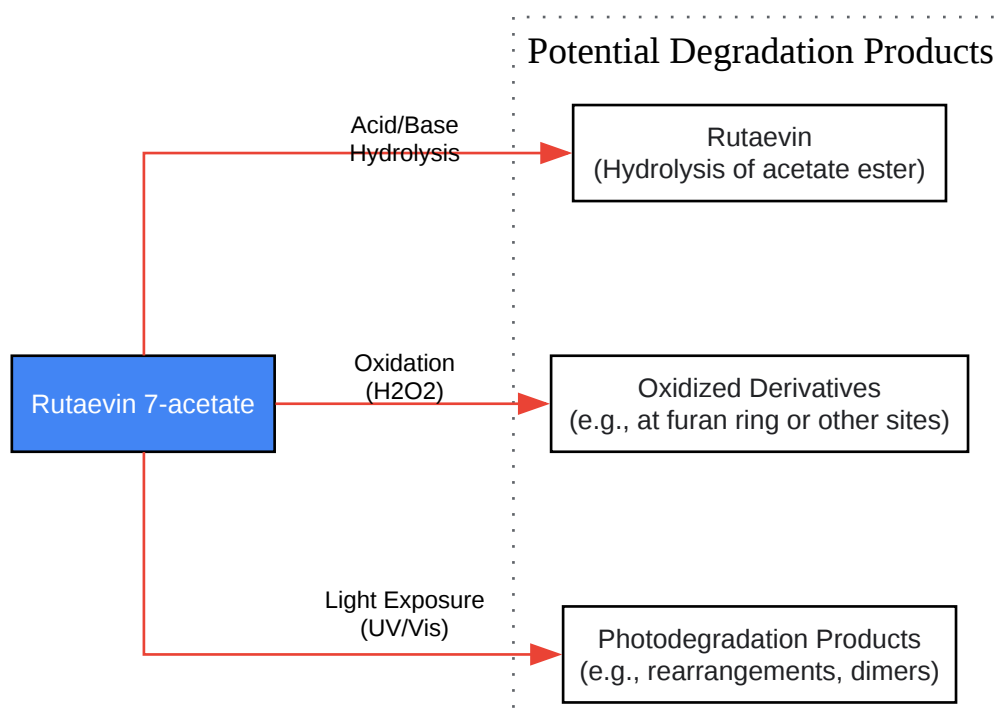 Potential Degradation Products
Acid/Base
Hydrolysis
Rutaevin
(Hydrolysis of acetate ester)
Rutaevin 7-acetate
Oxidation
(H2O2)
Oxidized Derivatives
(e.g., at furan ring or other sites)
Light Exposure
(UV/Vis)
Photodegradation Products
(e.g., rearrangements, dimers)